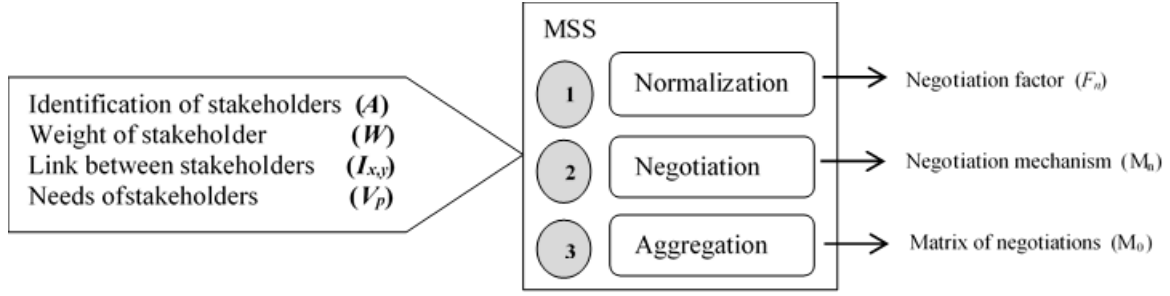 Identification of stakeholders (A)
Weight of stakeholder (W)
Link between stakeholders (Ix,y)
Needs ofstakeholders (Vp)
MSS
1 Normalization
Negotiation factor (Fn)
2 Negotiation
Negotiation mechanism (Mn)
3 Aggregation
Matrix of negotiations (M0)